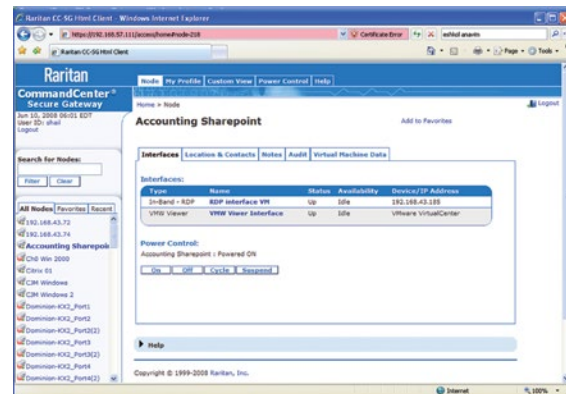 Raritan CC-SG Html Client - Windows Internet Explorer
Certificate Error
Raritan CC-SG Html Client
Page
Tools
Raritan
CommandCenter®
Secure Gateway
Jun 10, 2008 06:01 EDT
User ID: shail
Logout
Search for Nodes:
Filter
Clear
All Nodes
Favorites
Recent
192.168.43.72
192.168.43.74
Accounting Sharepoin
Ch0 Win 2000
Citrix 01
CJM Windows
CJM Windows 2
Dominion-KX2_Port1
Dominion-KX2_Port2
Dominion-KX2_Port2(2)
Dominion-KX2_Port3
Dominion-KX2_Port3(2)
Dominion-KX2_Port4
Dominion-KX2_Port4(2)
Node
My Profile
Custom View
Power Control
Help
Home > Node
Logout
Accounting Sharepoint
Add to Favorites
Interfaces
Location & Contacts
Notes
Audit
Virtual Machine Data
Interfaces:
Type Name Status Availability Device/IP Address
In-Band - RDP RDP interface VM Up Idle 192.168.43.185
VMW Viewer VMW Viwer Interface Up Idle VMware VirtualCenter
Power Control:
Accounting Sharepoint : Powered ON
On
Off
Cycle
Suspend
Help
Copyright © 1999-2008 Raritan, Inc.
Internet
100%